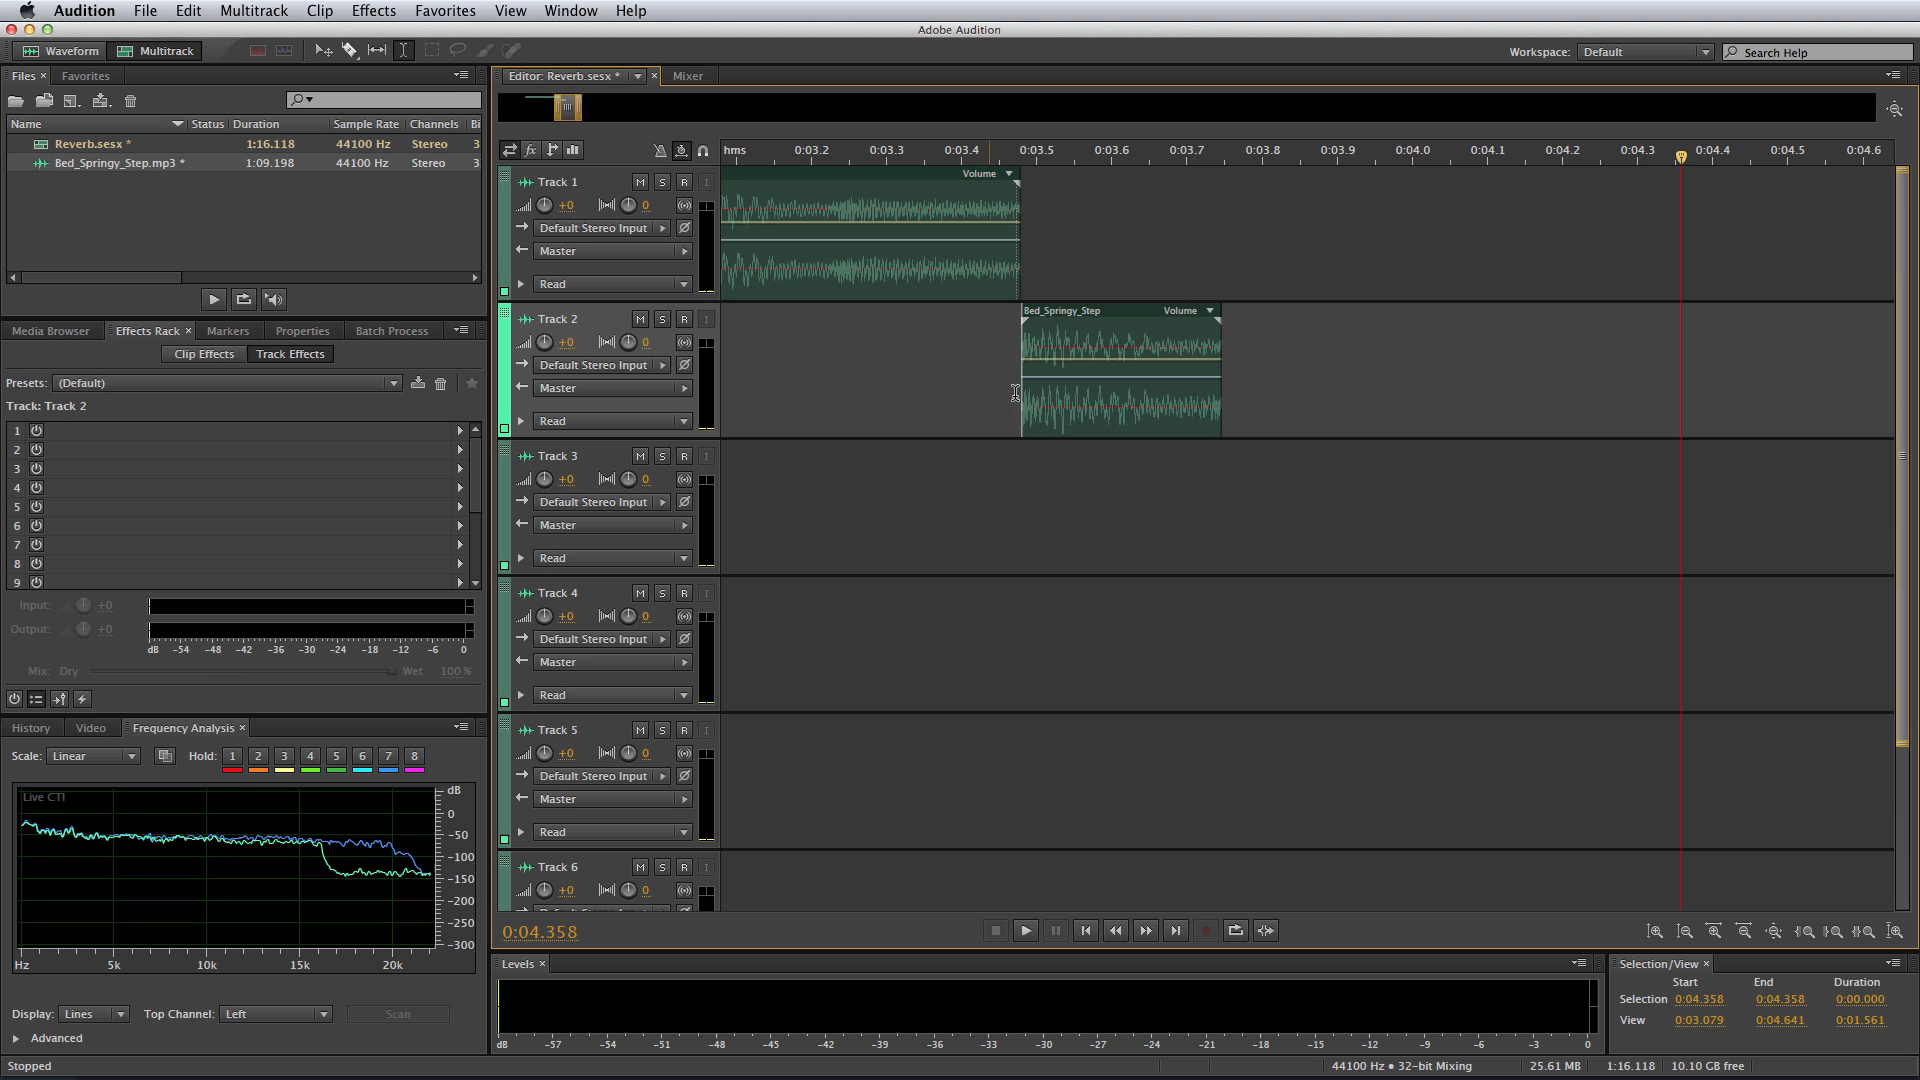 Audition File Edit Multitrack Clip Effects Favorites View Window Help
Adobe Audition
Waveform Multitrack Workspace: Default Search Help
Files × Favorites Editor: Reverb.sesx * × Mixer
Name Status Duration Sample Rate Channels Bi
Reverb.sesx * 1:16.118 44100 Hz Stereo 3
Bed_Springy_Step.mp3 * 1:09.198 44100 Hz Stereo 3
fx hms 0:03.2 0:03.3 0:03.4 0:03.5 0:03.6 0:03.7 0:03.8 0:03.9 0:04.0 0:04.1 0:04.2 0:04.3 0:04.4 0:04.5 0:04.6
Track 1 M S R I Volume
+0 0
Default Stereo Input
Master
Read
Track 2 M S R I Bed_Springy_Step Volume
+0 0
Default Stereo Input
Master
Read
Track 3 M S R I
+0 0
Default Stereo Input
Master
Read
Track 4 M S R I
+0 0
Default Stereo Input
Master
Read
Track 5 M S R I
+0 0
Default Stereo Input
Master
Read
Track 6 M S R I
+0 0
Media Browser Effects Rack × Markers Properties Batch Process
Clip Effects Track Effects
Presets: (Default)
Track: Track 2
1
2
3
4
5
6
7
8
9
Input: +0
Output: +0
dB -54 -48 -42 -36 -30 -24 -18 -12 -6 0
Mix: Dry Wet 100 %
History Video Frequency Analysis ×
Scale: Linear Hold: 1 2 3 4 5 6 7 8
Live CTI dB
0
-50
-100
-150
-200
-250
-300
Hz 5k 10k 15k 20k
Display: Lines Top Channel: Left Scan
Advanced
0:04.358
Levels ×
dB -57 -54 -51 -48 -45 -42 -39 -36 -33 -30 -27 -24 -21 -18 -15 -12 -9 -6 -3 0
Selection/View ×
Start End Duration
Selection 0:04.358 0:04.358 0:00.000
View 0:03.079 0:04.641 0:01.561
Stopped 44100 Hz ● 32-bit Mixing 25.61 MB 1:16.118 10.10 GB free